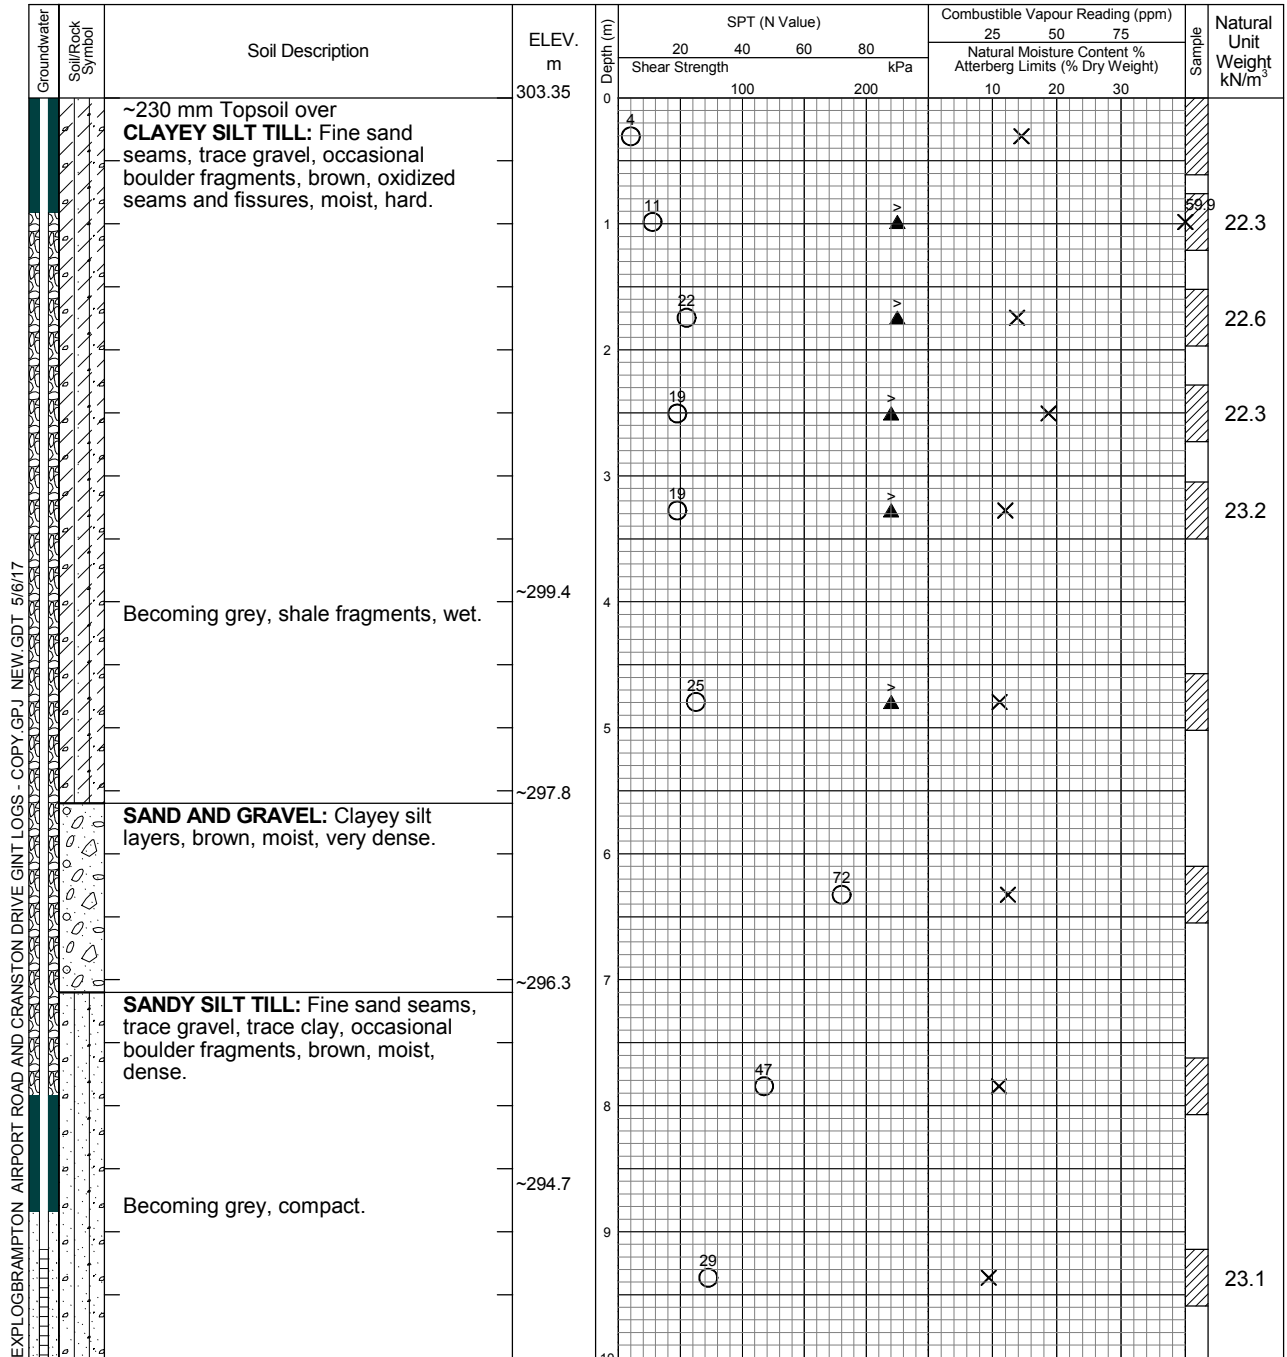 Groundwater
Soil/Rock
Symbol
Soil Description
ELEV.
m
303.35
Depth (m)
SPT (N Value)
20 40 60 80
Shear Strength kPa
100 200
Combustible Vapour Reading (ppm)
25 50 75
Natural Moisture Content %
Atterberg Limits (% Dry Weight)
10 20 30
Sample
Natural
Unit
Weight
kN/m³
0
~230 mm Topsoil over
CLAYEY SILT TILL: Fine sand
seams, trace gravel, occasional
boulder fragments, brown, oxidized
seams and fissures, moist, hard.
4
11 > 59.9
1 22.3
22 >
22.6
2
19 >
22.3
3
19 >
23.2
~299.4
4
Becoming grey, shale fragments, wet.
25 >
5
~297.8
SAND AND GRAVEL: Clayey silt
layers, brown, moist, very dense.
6
72
7
~296.3
SANDY SILT TILL: Fine sand seams,
trace gravel, trace clay, occasional
boulder fragments, brown, moist,
dense.
47
8
~294.7
Becoming grey, compact.
9
29
23.1
10
EXPLOGBRAMPTON AIRPORT ROAD AND CRANSTON DRIVE GINT LOGS - COPY.GPJ NEW.GDT 5/6/17